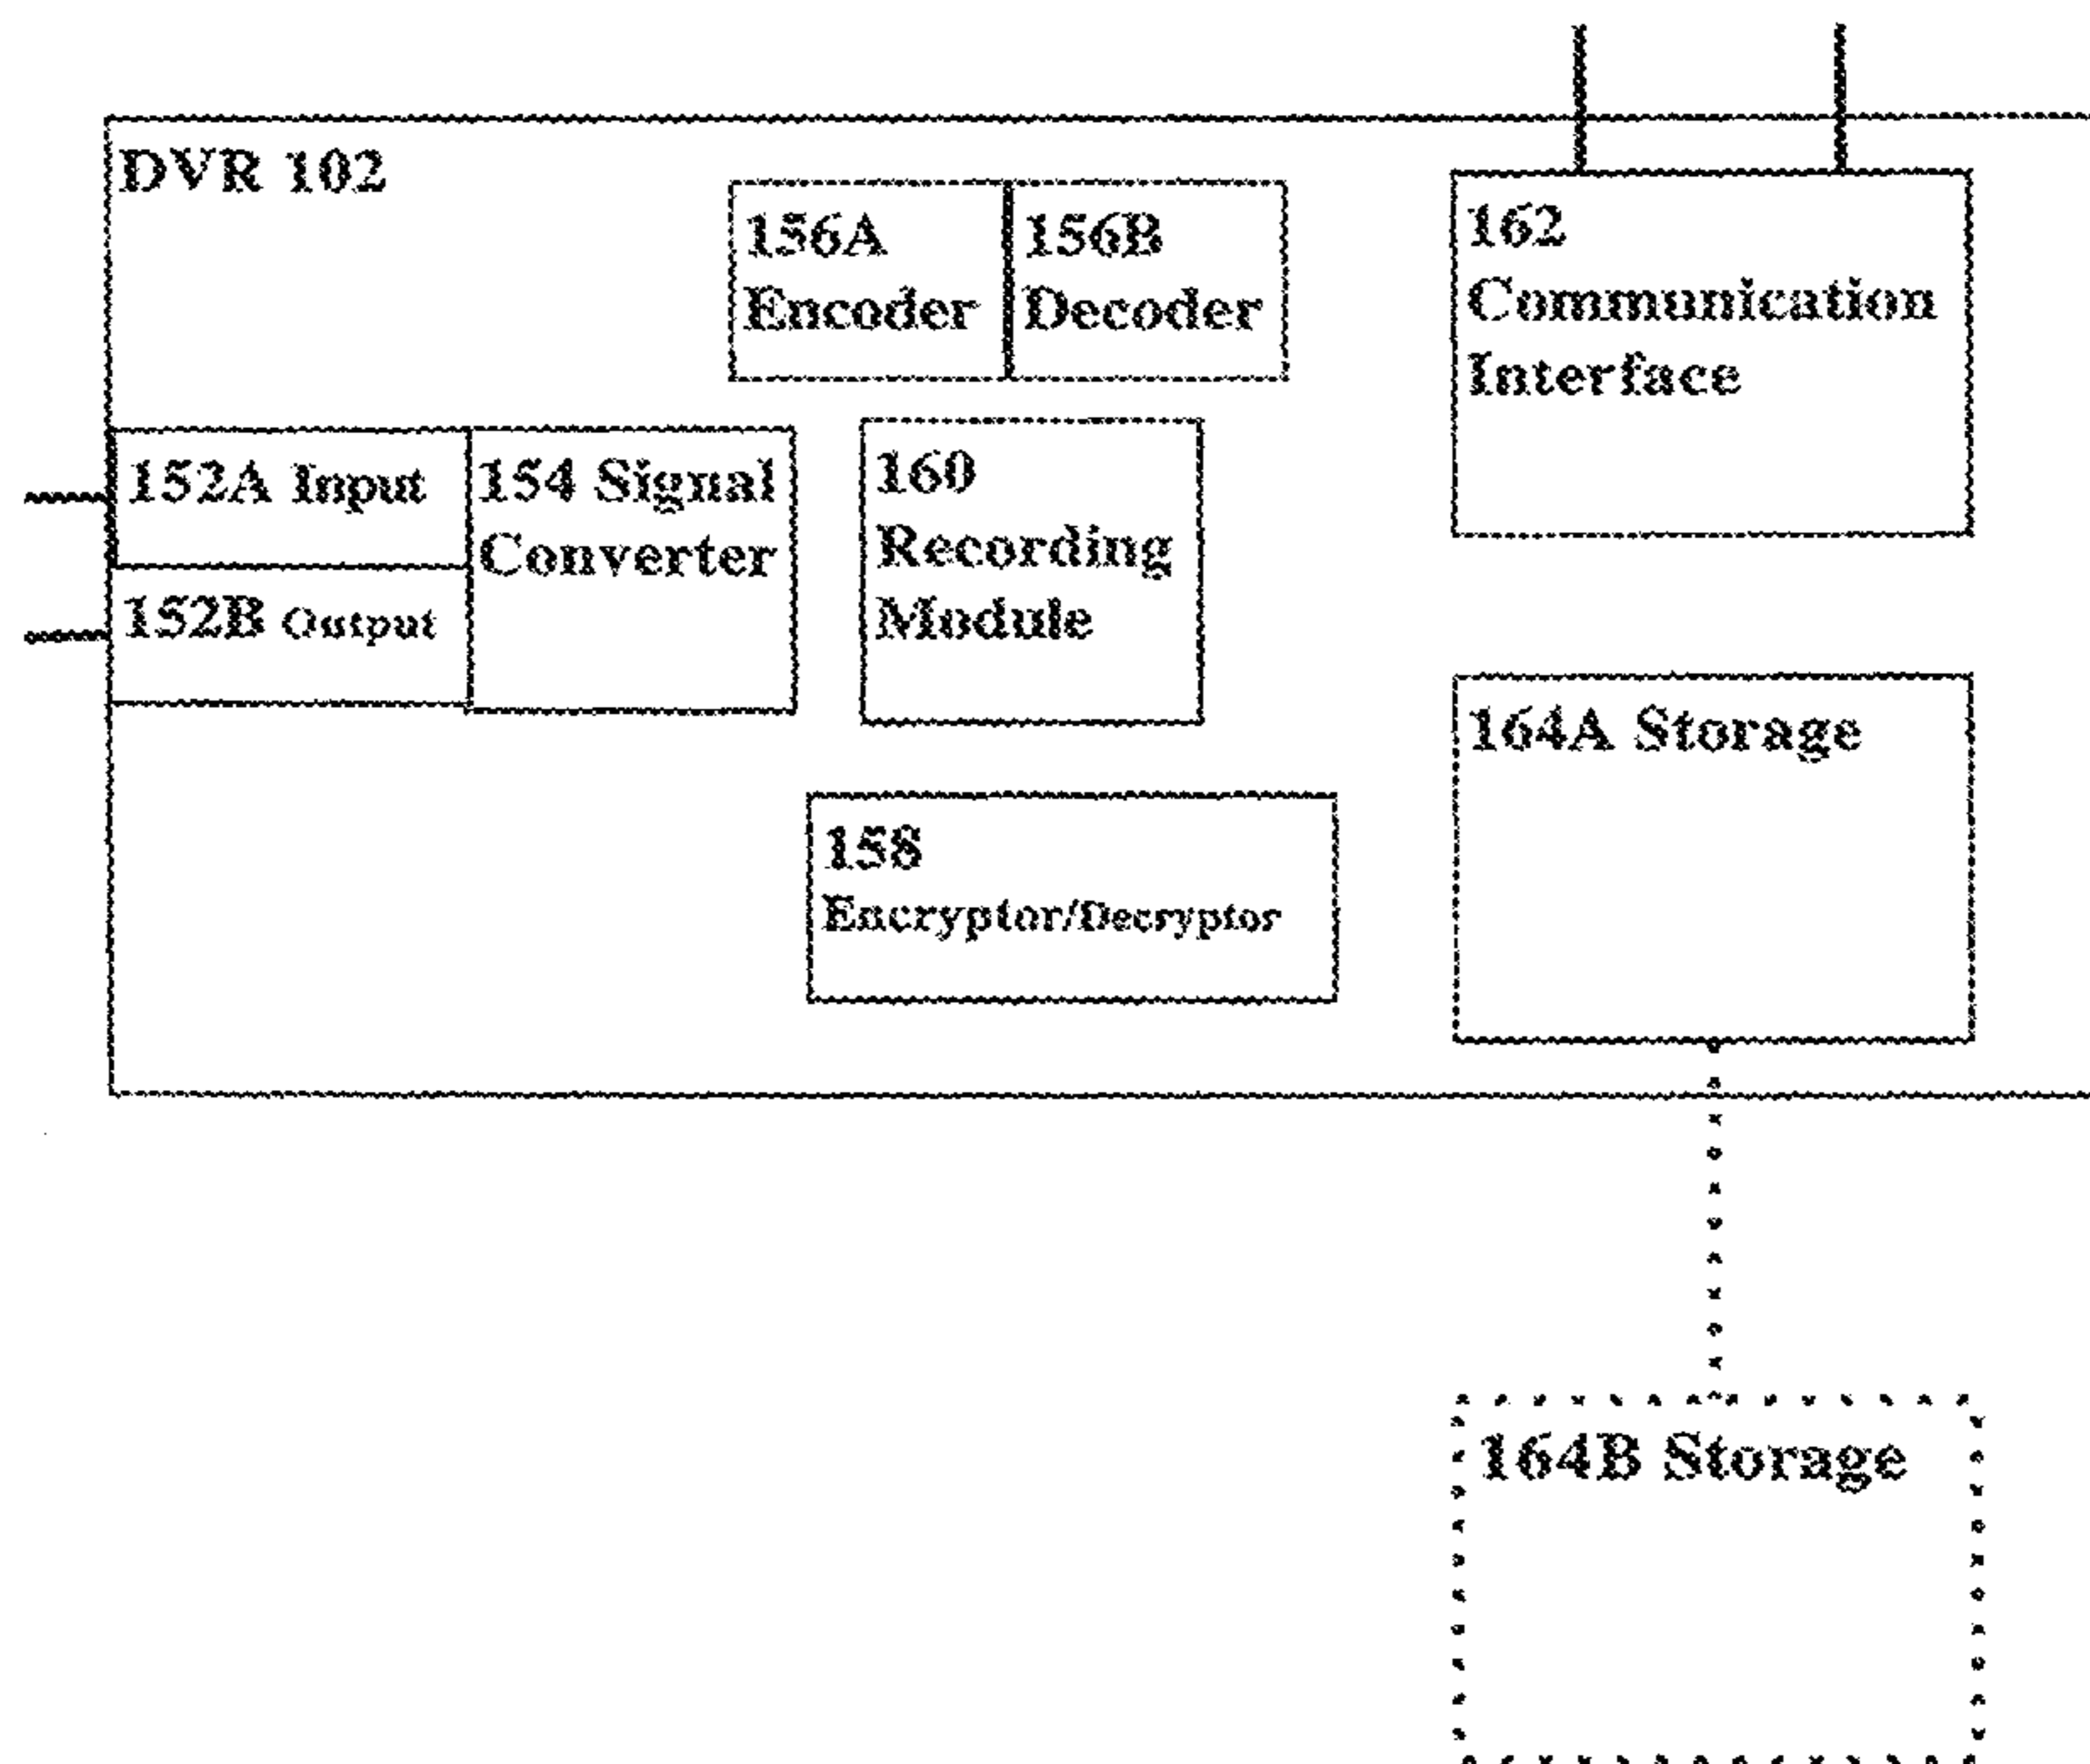 DVR 102
156A
Encoder
156B
Decoder
162
Communication
Interface
152A Input
154 Signal
Converter
152B Output
160
Recording
Module
164A Storage
158
Encryptor/Decryptor
164B Storage